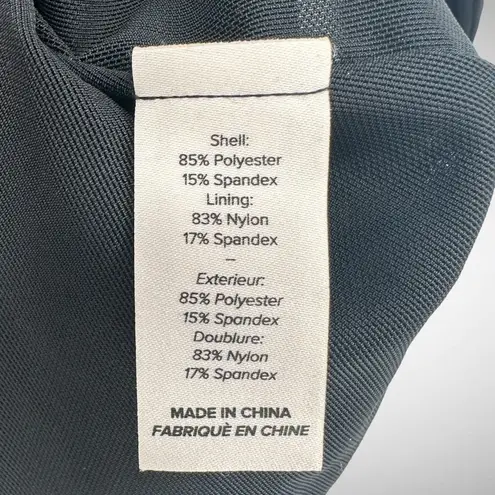 Shell:
85% Polyester
15% Spandex
Lining:
83% Nylon
17% Spandex
–
Exterieur:
85% Polyester
15% Spandex
Doublure:
83% Nylon
17% Spandex
MADE IN CHINA
FABRIQUÈ EN CHINE